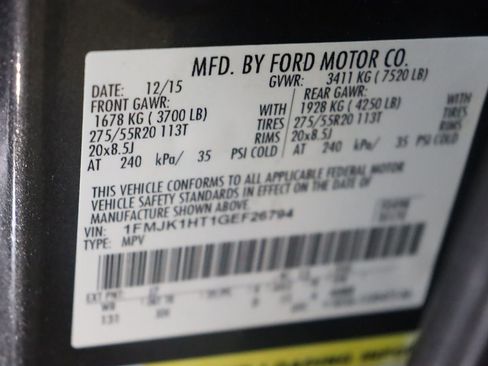 MFD. BY FORD MOTOR CO.
DATE: 12/15 GVWR: 3411 KG ( 7520 LB)
FRONT GAWR: REAR GAWR:
1678 KG ( 3700 LB) WITH 1928 KG ( 4250 LB) WITH
275/55R20 113T TIRES 275/55R20 113T TIRES
20x8.5J RIMS 20x8.5J RIMS
AT 240 kPa/ 35 PSI COLD AT 240 kPa/ 35 PSI COLD
THIS VEHICLE CONFORMS TO ALL APPLICABLE FEDERAL MOTOR
VEHICLE SAFETY STANDARDS IN EFFECT ON THE DATE OF
MANUFACTURE SHOWN ABOVE.
VIN: 1FMJK1HT1GEF26794
TYPE: MPV
EXT PNT:
WB
131